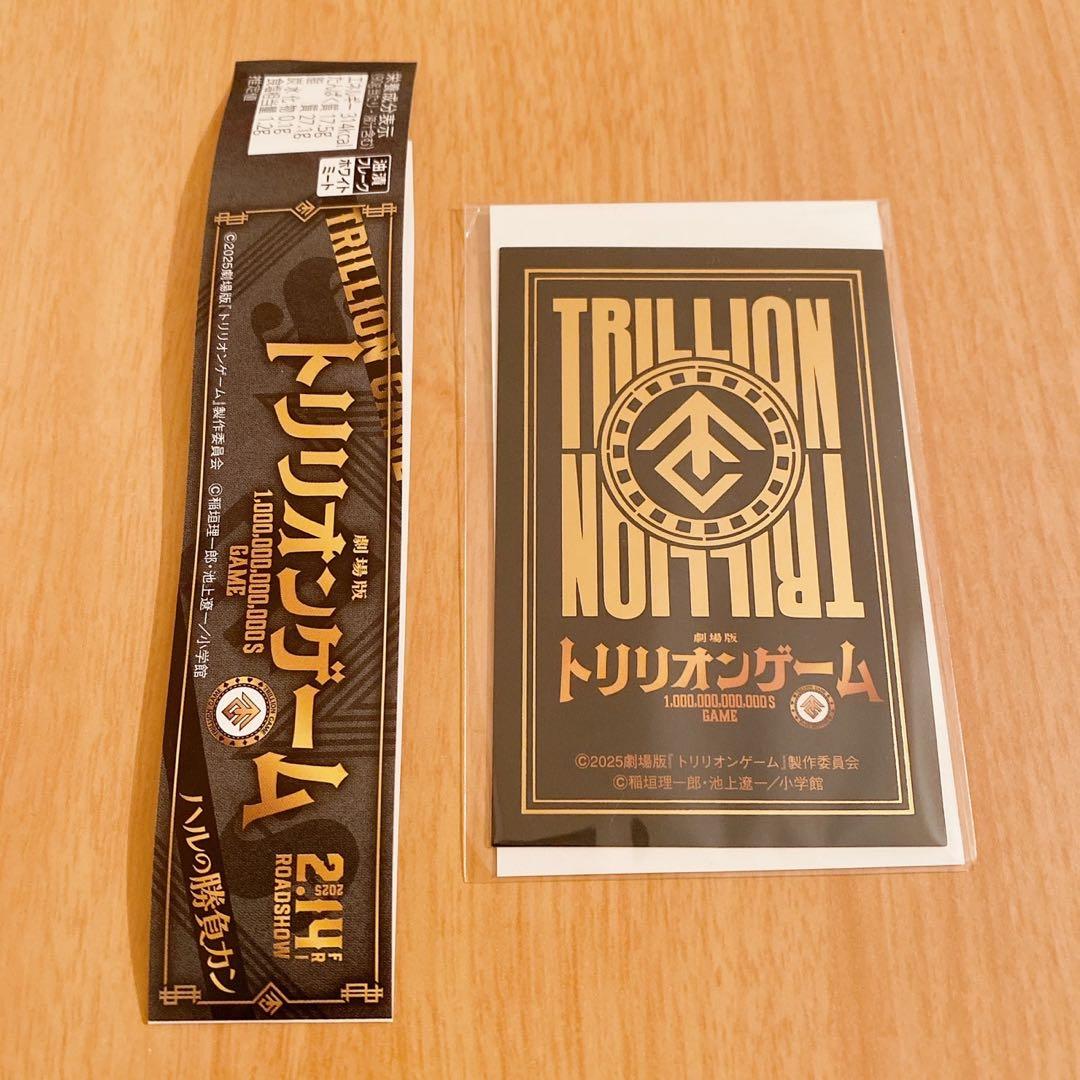 栄養成分表示
エネルギー 314kcal
たんぱく質 17.5g
脂質 27.1g
炭水化物 0.1g
食塩相当量 1.2g
推定値
油漬
フレーク
ホワイト
ミート
TRILLION GAME
劇場版
トリリオンゲーム
1,000,000,000,000$
GAME
©2025劇場版『トリリオンゲーム』製作委員会 ©稲垣理一郎・池上遼一/小学館
2025
2.14 FRI
ROADSHOW
ハルの勝負カン
TRILLION
TRILLION
劇場版
トリリオンゲーム
1,000,000,000,000$
GAME
©2025劇場版『トリリオンゲーム』製作委員会
©稲垣理一郎・池上遼一/小学館